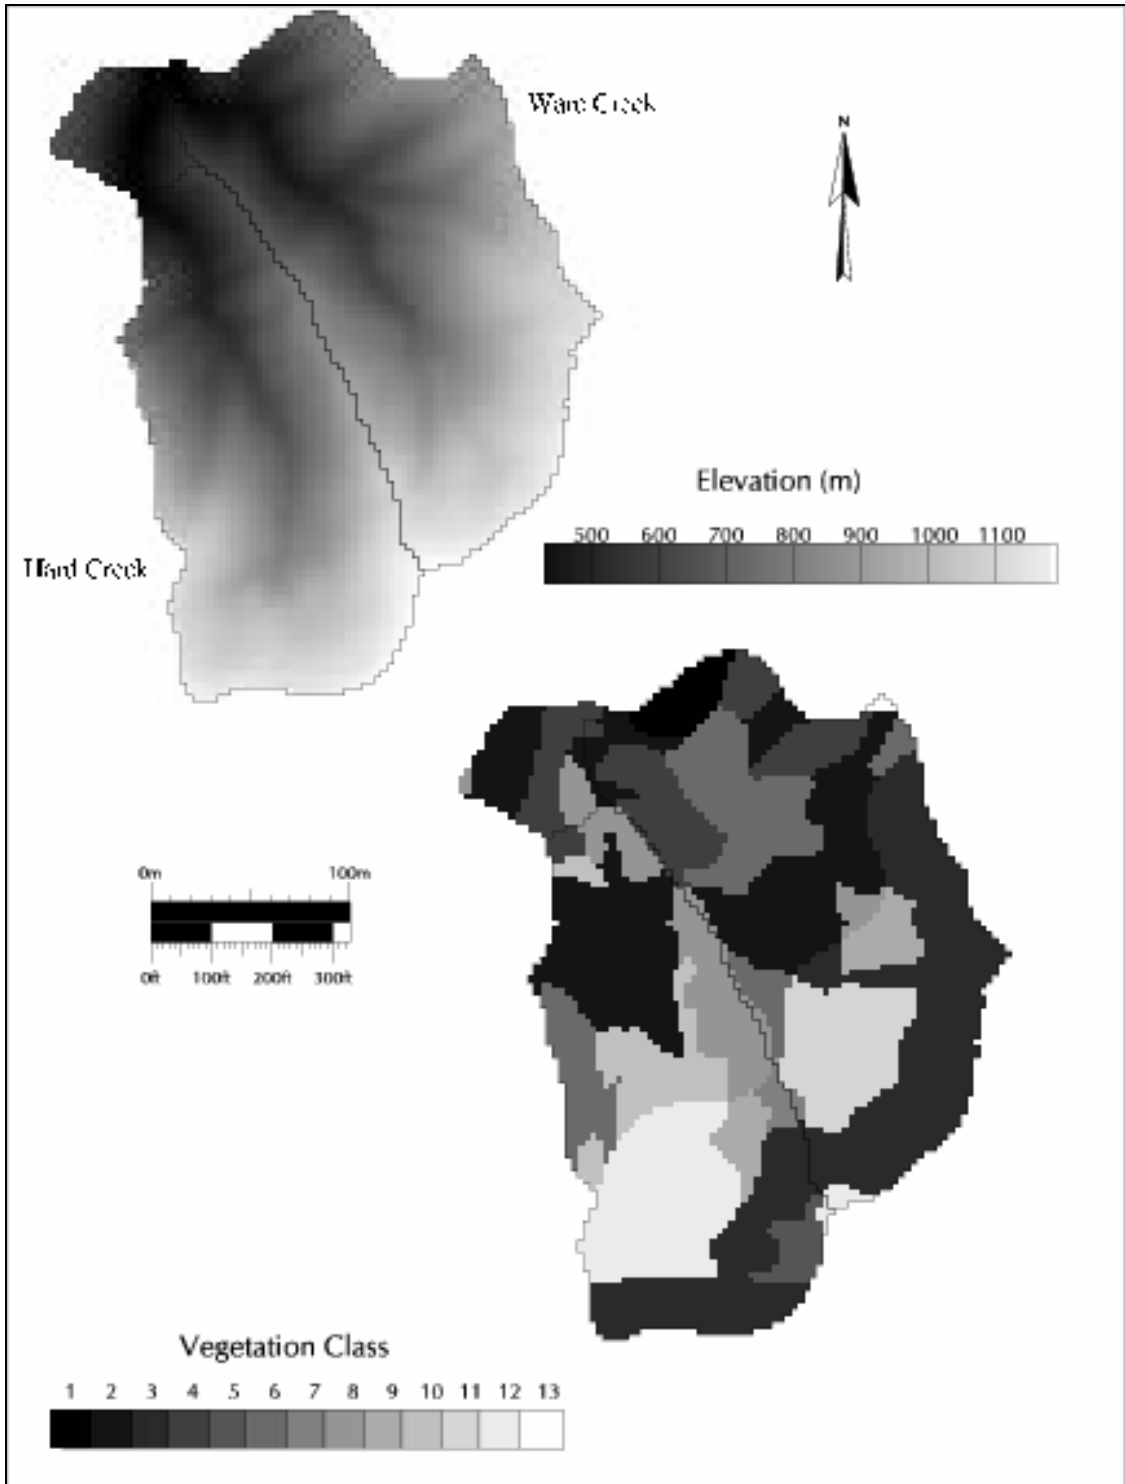 Ware Creek
N
Elevation (m)
500 600 700 800 900 1000 1100
Hard Creek
0m 100m
0ft 100ft 200ft 300ft
Vegetation Class
1 2 3 4 5 6 7 8 9 10 11 12 13